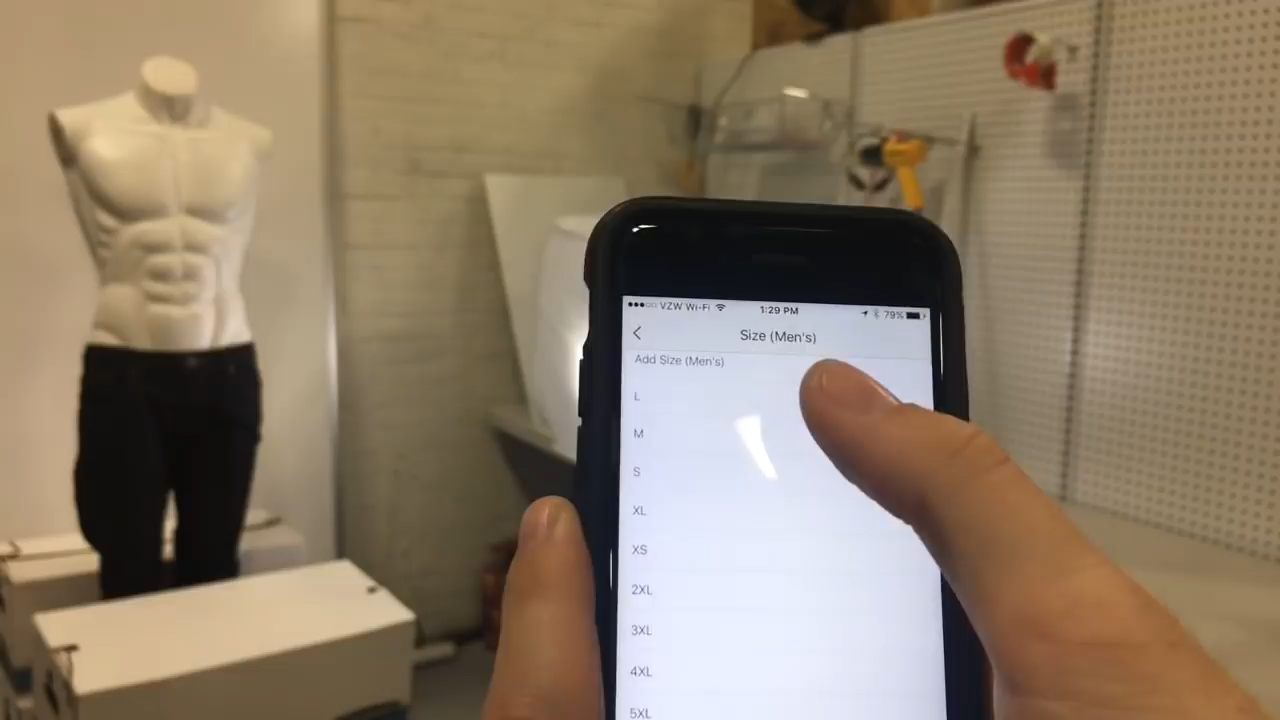 VZW Wi-Fi 1:29 PM 79%
Size (Men's)
Add Size (Men's)
L
M
S
XL
XS
2XL
3XL
4XL
5XL